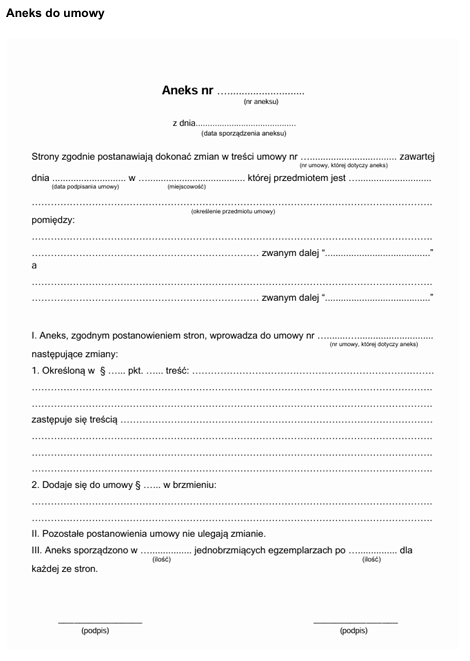 Aneks do umowy
Aneks nr …...........................
(nr aneksu)
z dnia..........................................
(data sporządzenia aneksu)
Strony zgodnie postanawiają dokonać zmian w treści umowy nr …................................ zawartej
(nr umowy, której dotyczy aneks)
dnia ........................... w ….................................. której przedmiotem jest …...........................
(data podpisania umowy) (miejscowość)
……………………………………………………………………………………………………………
(określenie przedmiotu umowy)
pomiędzy:
……………………………………………………………………………………………………………
…………………………………………………………… zwanym dalej “......................................”
a
……………………………………………………………………………………………………………
…………………………………………………………… zwanym dalej “......................................”
I. Aneks, zgodnym postanowieniem stron, wprowadza do umowy nr ….......................................
(nr umowy, której dotyczy aneks)
następujące zmiany:
1. Określoną w § …... pkt. …... treść: ……………………………………………………………….
……………………………………………………………………………………………………………
……………………………………………………………………………………………………………
zastępuje się treścią ……………………………………………………………………………………
……………………………………………………………………………………………………………
……………………………………………………………………………………………………………
……………………………………………………………………………………………………………
2. Dodaje się do umowy § …... w brzmieniu:
……………………………………………………………………………………………………………
……………………………………………………………………………………………………………
II. Pozostałe postanowienia umowy nie ulegają zmianie.
III. Aneks sporządzono w …............... jednobrzmiących egzemplarzach po …............. dla
(ilość) (ilość)
każdej ze stron.
____________________ ____________________
(podpis) (podpis)